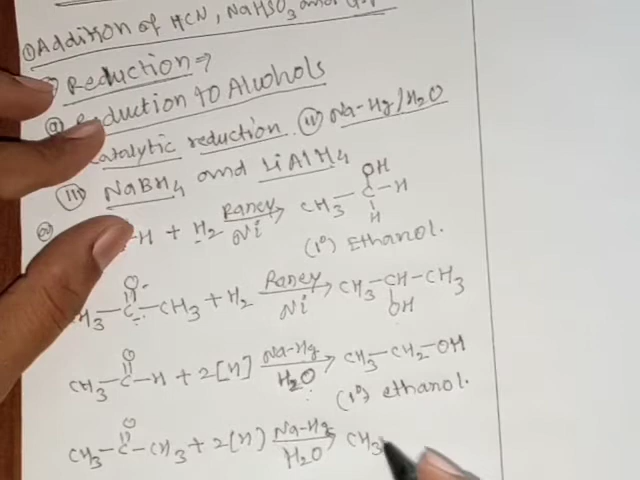 ① Addition of HCN, NaHSO3 and
Reduction ⇒
Reduction to Alcohols
Catalytic reduction (ii) Na-Hg/H2O
(iii) NaBH4 and LiAlH4
-H + H2 Raney Ni → CH3-C-H OH H
(1°) Ethanol.
CH3-C-CH3 + H2 Raney Ni → CH3-CH-CH3
O OH
CH3-C-H + 2[H] Na-Hg H2O → CH3-CH2-OH
O (1°) ethanol.
CH3-C-CH3 + 2[H] Na-Hg H2O → CH3
O